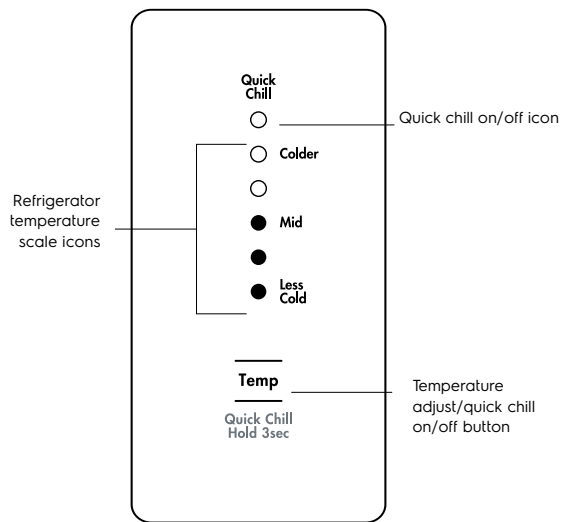 Quick
Chill
Quick chill on/off icon
Colder
Refrigerator
temperature
scale icons
Mid
Less
Cold
Temp
Quick Chill
Hold 3sec
Temperature
adjust/quick chill
on/off button